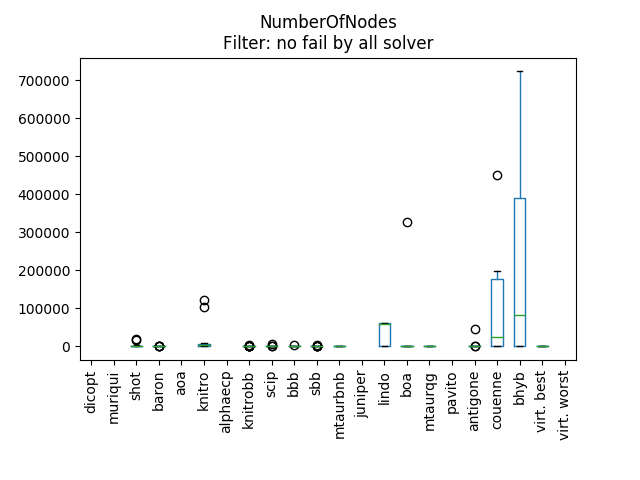 NumberOfNodes
Filter: no fail by all solver
700000
600000
500000
400000
300000
200000
100000
0
dicopt
muriqui
shot
baron
aoa
knitro
alphaecp
knitrobb
scip
bbb
sbb
mtaurbnb
juniper
lindo
boa
mtaurqg
pavito
antigone
couenne
bhyb
virt. best
virt. worst